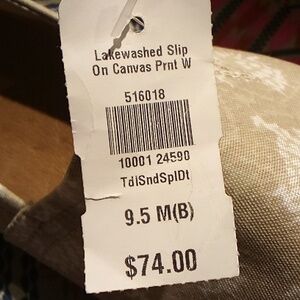 Lakewashed Slip
On Canvas Prnt W
516018
10001 24590
TdlSndSplDt
9.5 M(B)
$74.00